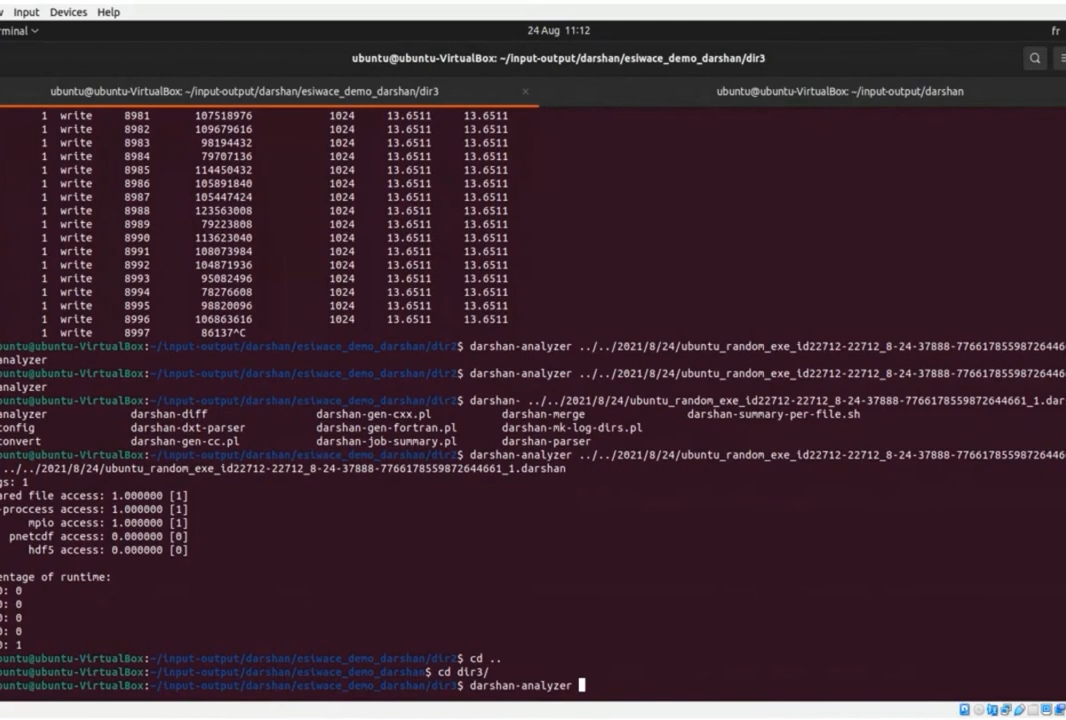 Input Devices Help
rminal
24 Aug 11:12
fr
ubuntu@ubuntu-VirtualBox: ~/input-output/darshan/esiwace_demo_darshan/dir3
ubuntu@ubuntu-VirtualBox: ~/input-output/darshan/esiwace_demo_darshan/dir3 × ubuntu@ubuntu-VirtualBox: ~/input-output/darshan
1 write 8981 107518976 1024 13.6511 13.6511
1 write 8982 109679616 1024 13.6511 13.6511
1 write 8983 98194432 1024 13.6511 13.6511
1 write 8984 79707136 1024 13.6511 13.6511
1 write 8985 114450432 1024 13.6511 13.6511
1 write 8986 105891840 1024 13.6511 13.6511
1 write 8987 105447424 1024 13.6511 13.6511
1 write 8988 123563008 1024 13.6511 13.6511
1 write 8989 79223808 1024 13.6511 13.6511
1 write 8990 113623040 1024 13.6511 13.6511
1 write 8991 108073984 1024 13.6511 13.6511
1 write 8992 104871936 1024 13.6511 13.6511
1 write 8993 95082496 1024 13.6511 13.6511
1 write 8994 78276608 1024 13.6511 13.6511
1 write 8995 98820096 1024 13.6511 13.6511
1 write 8996 106863616 1024 13.6511 13.6511
1 write 8997 86137^C
buntu@ubuntu-VirtualBox:~/input-output/darshan/esiwace_demo_darshan/dir2$ darshan-analyzer ../../2021/8/24/ubuntu_random_exe_id22712-22712_8-24-37888-7766178559872644 6
analyzer
buntu@ubuntu-VirtualBox:~/input-output/darshan/esiwace_demo_darshan/dir2$ darshan-analyzer ../../2021/8/24/ubuntu_random_exe_id22712-22712_8-24-37888-77661785598726446
analyzer
buntu@ubuntu-VirtualBox:~/input-output/darshan/esiwace_demo_darshan/dir2$ darshan- ../../2021/8/24/ubuntu_random_exe_id22712-22712_8-24-37888-7766178559872644661_1.dar
analyzer darshan-diff darshan-gen-cxx.pl darshan-merge darshan-summary-per-file.sh
config darshan-dxt-parser darshan-gen-fortran.pl darshan-mk-log-dirs.pl
convert darshan-gen-cc.pl darshan-job-summary.pl darshan-parser
buntu@ubuntu-VirtualBox:~/input-output/darshan/esiwace_demo_darshan/dir2$ darshan-analyzer ../../2021/8/24/ubuntu_random_exe_id22712-22712_8-24-37888-77661785598726446
../../2021/8/24/ubuntu_random_exe_id22712-22712_8-24-37888-7766178559872644661_1.darshan
gs: 1
ared file access: 1.000000 [1]
-proccess access: 1.000000 [1]
mpio access: 1.000000 [1]
pnetcdf access: 0.000000 [0]
hdf5 access: 0.000000 [0]
entage of runtime:
0: 0
0: 0
0: 0
0: 0
0: 1
buntu@ubuntu-VirtualBox:~/input-output/darshan/esiwace_demo_darshan/dir2$ cd ..
buntu@ubuntu-VirtualBox:~/input-output/darshan/esiwace_demo_darshan$ cd dir3/
buntu@ubuntu-VirtualBox:~/input-output/darshan/esiwace_demo_darshan/dir3$ darshan-analyzer